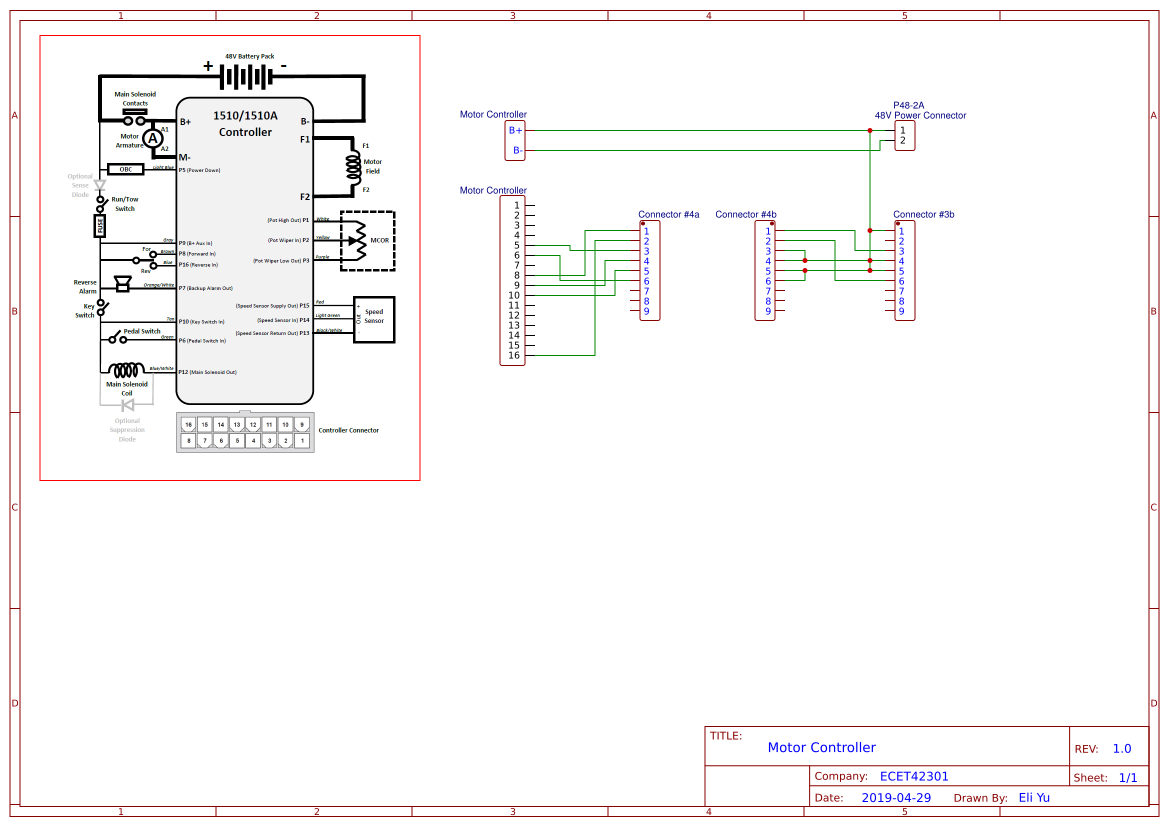 1 2 3 4 5
A
B
C
D
48V Battery Pack
+ -
Main Solenoid
Contacts
1510/1510A
Controller
B+
B-
A1
Motor
Armature
A
A2
M-
F1
F1
Motor
Field
F2
F2
OBC
Light Blue
P5 (Power Down)
Optional
Sense
Diode
Run/Tow
Switch
FUSE
(Pot High Out) P1
White
(Pot Wiper In) P2
Yellow
MCOR
(Pot Wiper Low Out) P3
Purple
Gray
P9 (B+ Aux In)
For
Brown
P8 (Forward In)
Rev
Blue
P16 (Reverse In)
Reverse
Alarm
Orange/White
P7 (Backup Alarm Out)
Key
Switch
Tan
P10 (Key Switch In)
Pedal Switch
Green
P6 (Pedal Switch In)
(Speed Sensor Supply Out) P15
Red
(Speed Sensor In) P14
Light Green
(Speed Sensor Return Out) P13
Black/White
+
Out
-
Speed
Sensor
Blue/White
P12 (Main Solenoid Out)
Main Solenoid
Coil
Optional
Suppression
Diode
16 15 14 13 12 11 10 9
8 7 6 5 4 3 2 1
Controller Connector
Motor Controller
B+
B-
P48-2A
48V Power Connector
1
2
Motor Controller
1
2
3
4
5
6
7
8
9
10
11
12
13
14
15
16
Connector #4a
1
2
3
4
5
6
7
8
9
Connector #4b
1
2
3
4
5
6
7
8
9
Connector #3b
1
2
3
4
5
6
7
8
9
A
B
C
D
TITLE:
Motor Controller
REV: 1.0
Company: ECET42301
Sheet: 1/1
Date: 2019-04-29 Drawn By: Eli Yu
1 2 3 4 5